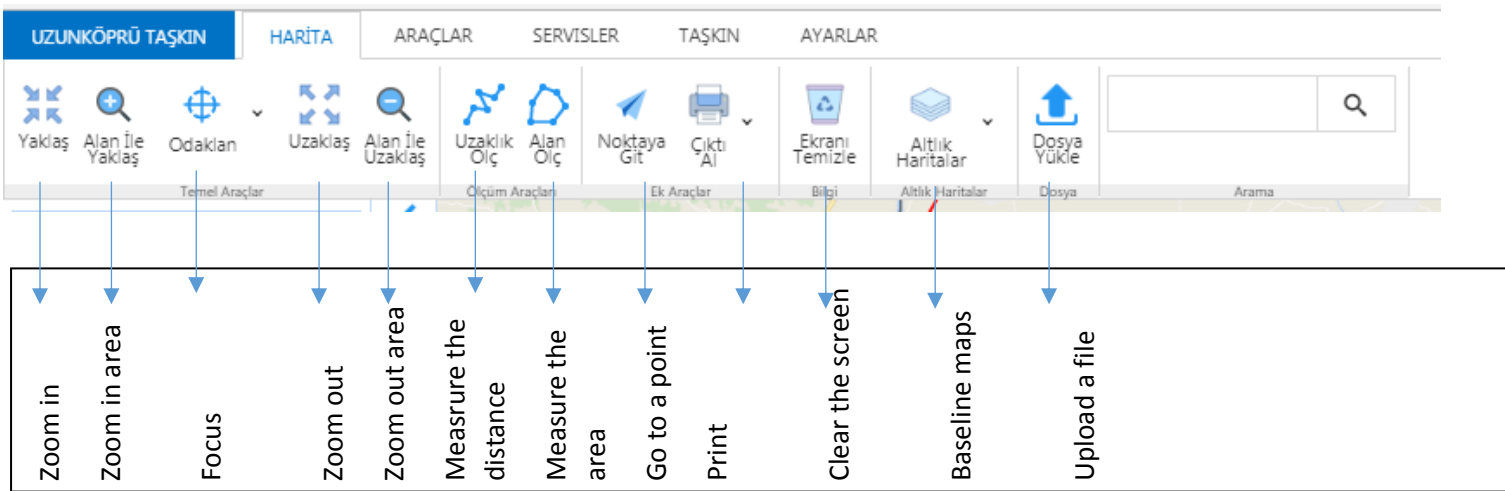 UZUNKÖPRÜ TAŞKIN HARİTA ARAÇLAR SERVİSLER TAŞKIN AYARLAR
Yaklaş
Alan İle
Yaklaş
Odaklan
Uzaklaş
Alan İle
Uzaklaş
Uzaklık
Ölç
Alan
Ölç
Noktaya
Git
Çıktı
Al
Ekranı
Temizle
Altlık
Haritalar
Dosya
Yükle
Temel Araçlar
Ölçüm Araçları
Ek Araçlar
Bilgi
Altlık Haritalar
Dosya
Arama
Zoom in
Zoom in area
Focus
Zoom out
Zoom out area
Measrure the
distance
Measure the
area
Go to a point
Print
Clear the screen
Baseline maps
Upload a file